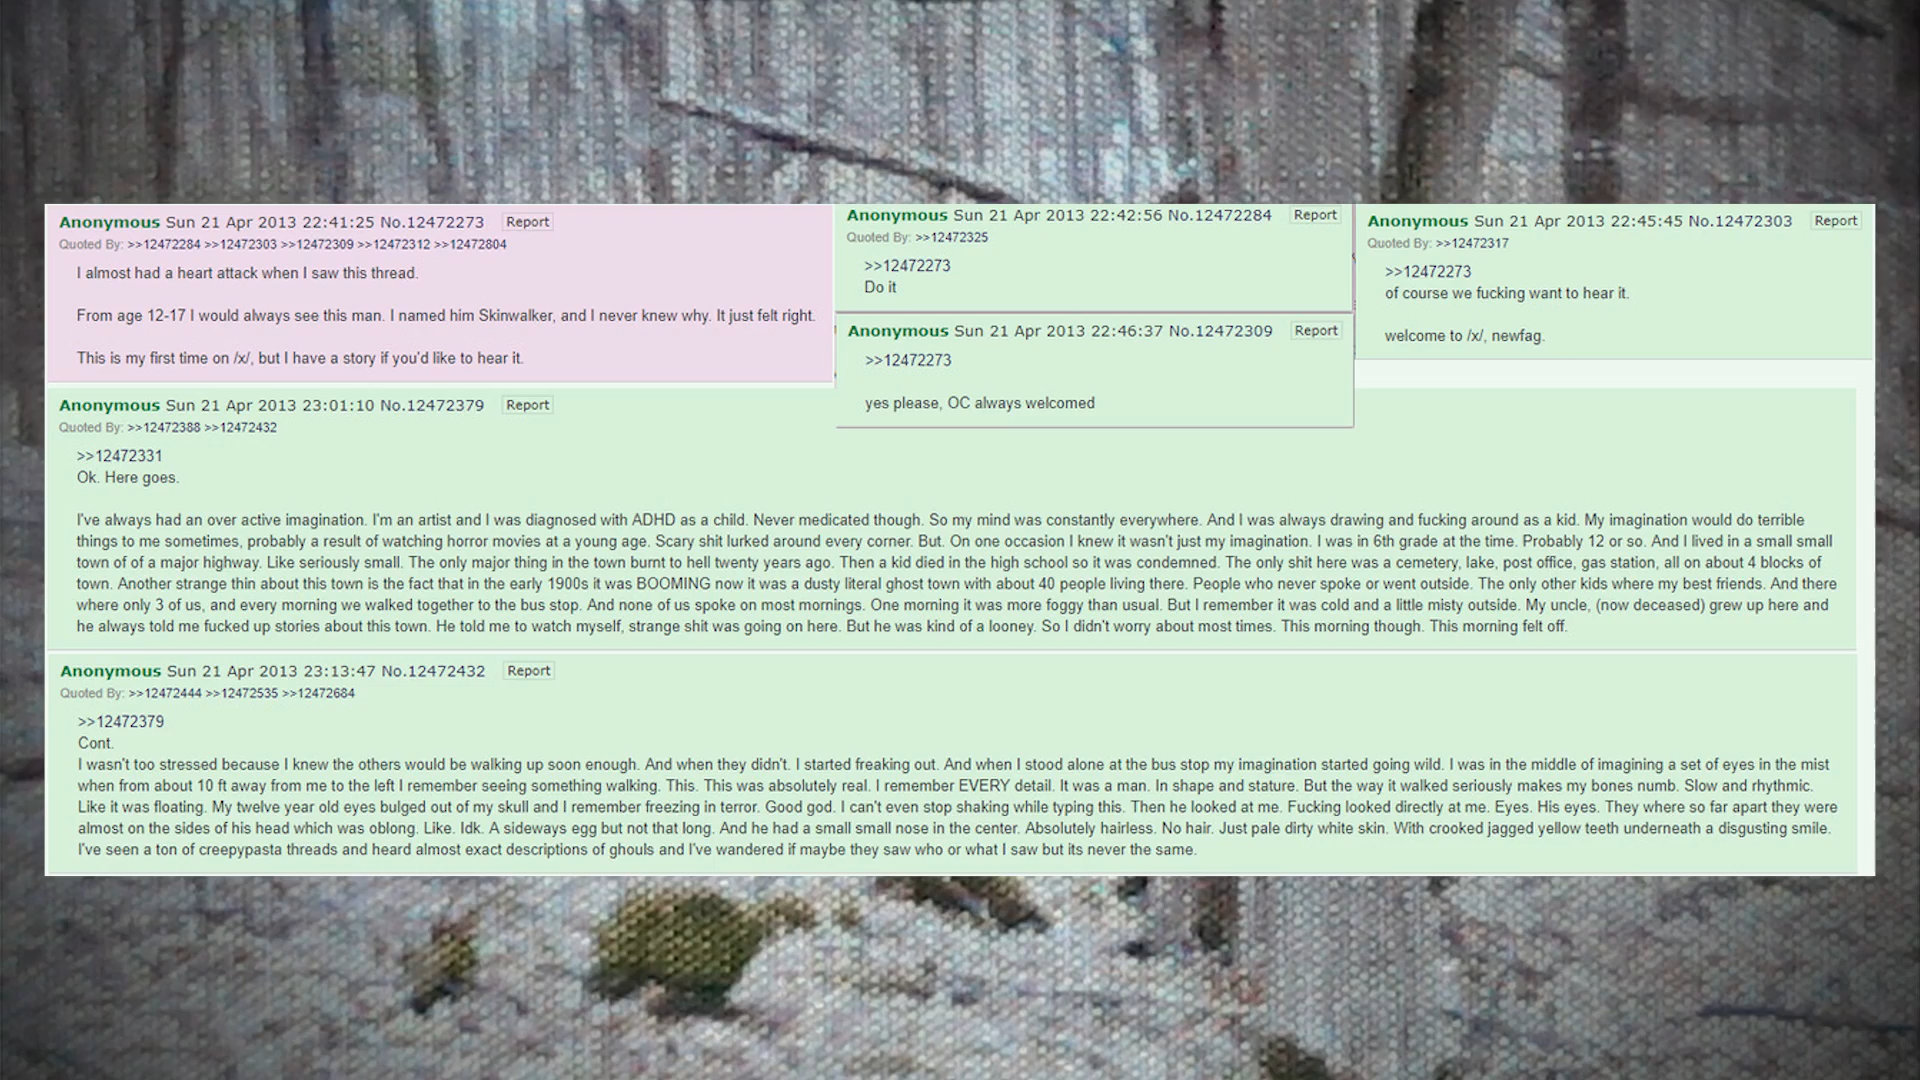 Anonymous Sun 21 Apr 2013 22:41:25 No.12472273 Report
Quoted By: >>12472284 >>12472303 >>12472309 >>12472312 >>12472804
I almost had a heart attack when I saw this thread.
From age 12-17 I would always see this man. I named him Skinwalker, and I never knew why. It just felt right.
This is my first time on /x/, but I have a story if you'd like to hear it.
Anonymous Sun 21 Apr 2013 22:42:56 No.12472284 Report
Quoted By: >>12472325
>>12472273
Do it
Anonymous Sun 21 Apr 2013 22:46:37 No.12472309 Report
>>12472273
yes please, OC always welcomed
Anonymous Sun 21 Apr 2013 22:45:45 No.12472303 Report
Quoted By: >>12472317
>>12472273
of course we fucking want to hear it.
welcome to /x/, newfag.
Anonymous Sun 21 Apr 2013 23:01:10 No.12472379 Report
Quoted By: >>12472388 >>12472432
>>12472331
Ok. Here goes.
I've always had an over active imagination. I'm an artist and I was diagnosed with ADHD as a child. Never medicated though. So my mind was constantly everywhere. And I was always drawing and fucking around as a kid. My imagination would do terrible
things to me sometimes, probably a result of watching horror movies at a young age. Scary shit lurked around every corner. But. On one occasion I knew it wasn't just my imagination. I was in 6th grade at the time. Probably 12 or so. And I lived in a small small
town of of a major highway. Like seriously small. The only major thing in the town burnt to hell twenty years ago. Then a kid died in the high school so it was condemned. The only shit here was a cemetery, lake, post office, gas station, all on about 4 blocks of
town. Another strange thin about this town is the fact that in the early 1900s it was BOOMING now it was a dusty literal ghost town with about 40 people living there. People who never spoke or went outside. The only other kids where my best friends. And there
where only 3 of us, and every morning we walked together to the bus stop. And none of us spoke on most mornings. One morning it was more foggy than usual. But I remember it was cold and a little misty outside. My uncle, (now deceased) grew up here and
he always told me fucked up stories about this town. He told me to watch myself, strange shit was going on here. But he was kind of a looney. So I didn't worry about most times. This morning though. This morning felt off.
Anonymous Sun 21 Apr 2013 23:13:47 No.12472432 Report
Quoted By: >>12472444 >>12472535 >>12472684
>>12472379
Cont.
I wasn't too stressed because I knew the others would be walking up soon enough. And when they didn't. I started freaking out. And when I stood alone at the bus stop my imagination started going wild. I was in the middle of imagining a set of eyes in the mist
when from about 10 ft away from me to the left I remember seeing something walking. This. This was absolutely real. I remember EVERY detail. It was a man. In shape and stature. But the way it walked seriously makes my bones numb. Slow and rhythmic.
Like it was floating. My twelve year old eyes bulged out of my skull and I remember freezing in terror. Good god. I can't even stop shaking while typing this. Then he looked at me. Fucking looked directly at me. Eyes. His eyes. They where so far apart they were
almost on the sides of his head which was oblong. Like. Idk. A sideways egg but not that long. And he had a small small nose in the center. Absolutely hairless. No hair. Just pale dirty white skin. With crooked jagged yellow teeth underneath a disgusting smile.
I've seen a ton of creepypasta threads and heard almost exact descriptions of ghouls and I've wandered if maybe they saw who or what I saw but its never the same.